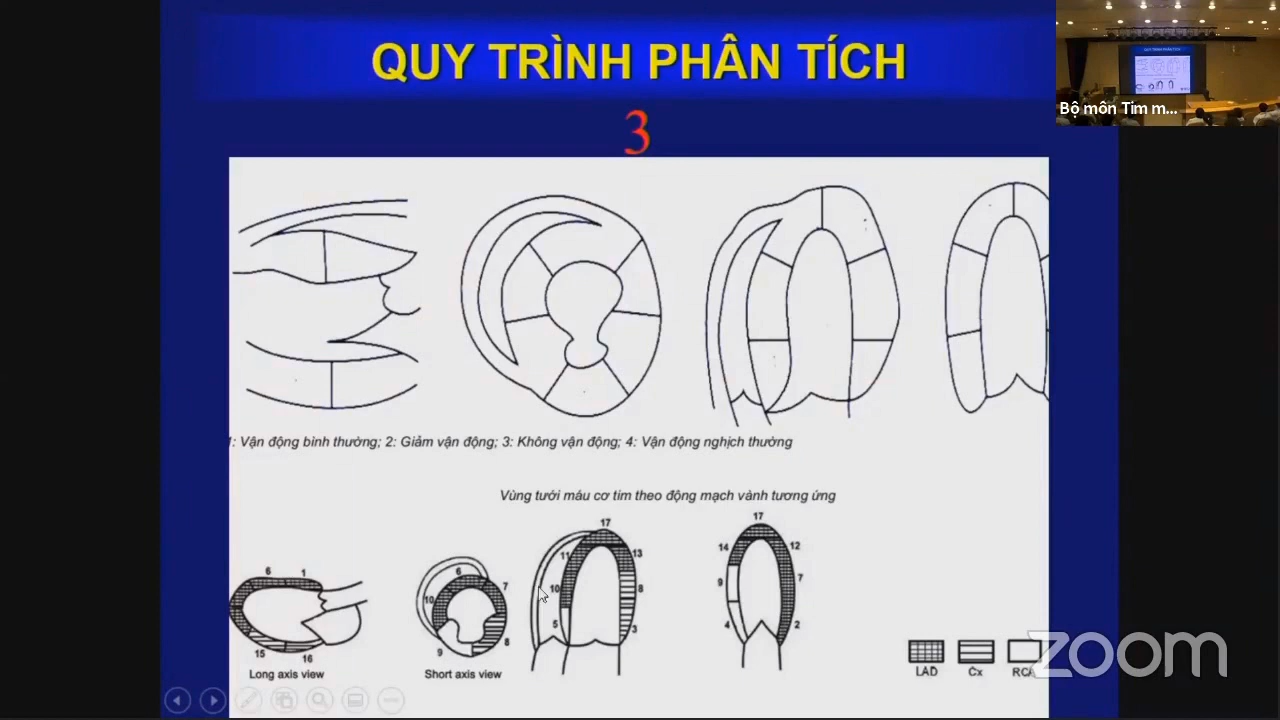 QUY TRÌNH PHÂN TÍCH
Bộ môn Tim m...
3
1: Vận động bình thường; 2: Giảm vận động; 3: Không vận động; 4: Vận động nghịch thường
Vùng tưới máu cơ tim theo động mạch vành tương ứng
6 1
15 16
Long axis view
6
7
10
8
9
Short axis view
17
11 13
10 8
5 3
17
14 12
9 7
4 2
LAD Cx RCA
zoom